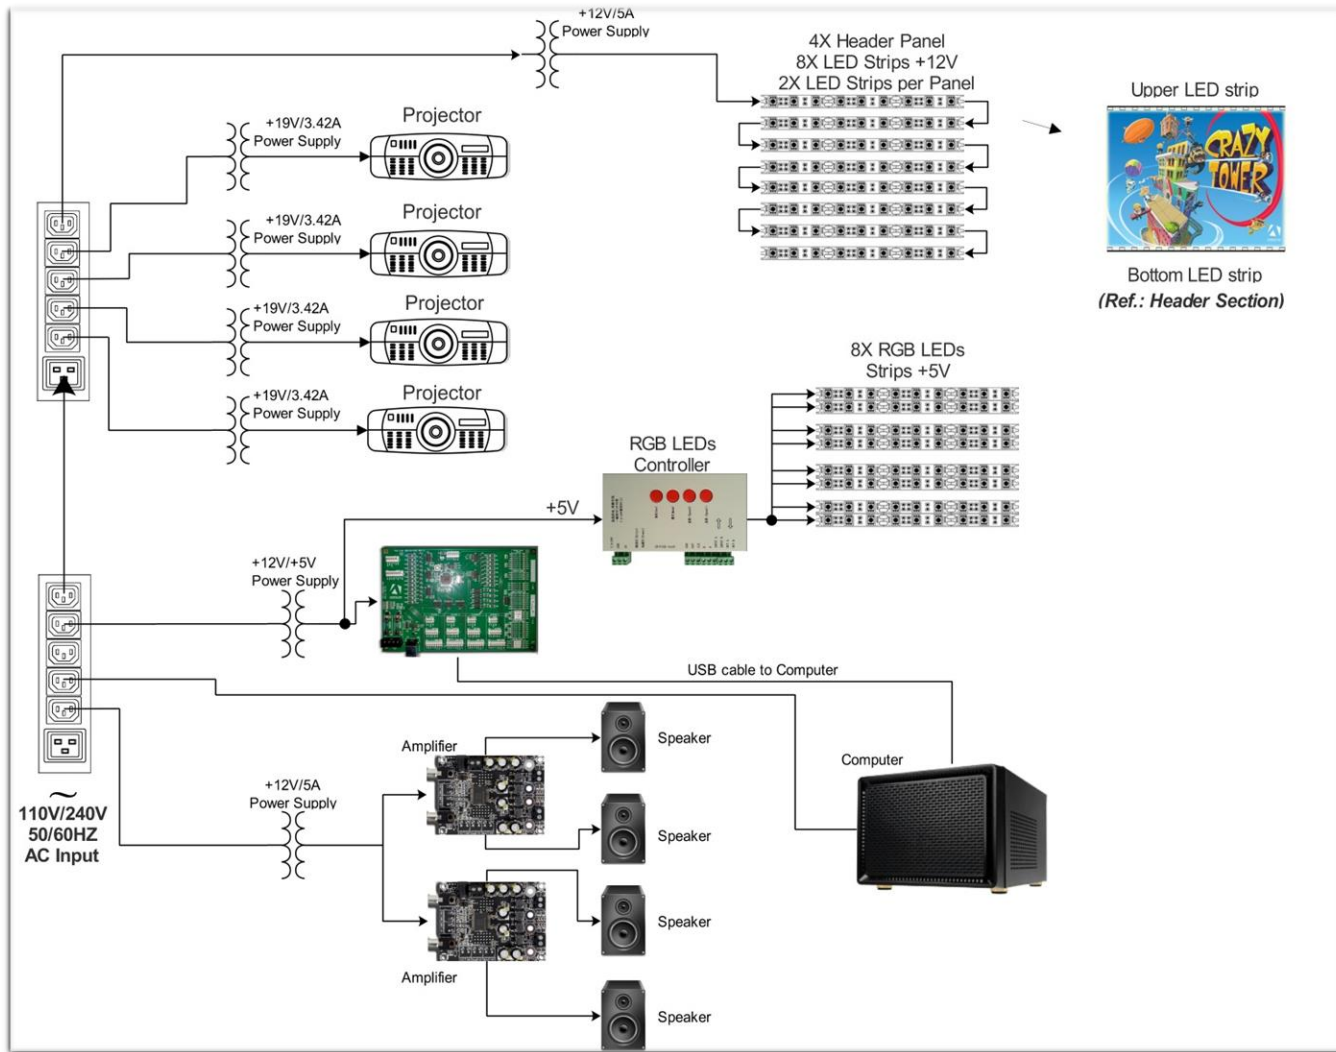 +12V/5A
Power Supply
4X Header Panel
8X LED Strips +12V
2X LED Strips per Panel
Upper LED strip
CRAZY
TOWER
Bottom LED strip
(Ref.: Header Section)
+19V/3.42A
Power Supply
Projector
+19V/3.42A
Power Supply
Projector
+19V/3.42A
Power Supply
Projector
+19V/3.42A
Power Supply
Projector
8X RGB LEDs
Strips +5V
RGB LEDs
Controller
+5V
+12V/+5V
Power Supply
USB cable to Computer
Amplifier
Speaker
Computer
+12V/5A
Power Supply
110V/240V
50/60HZ
AC Input
Speaker
Speaker
Amplifier
Speaker